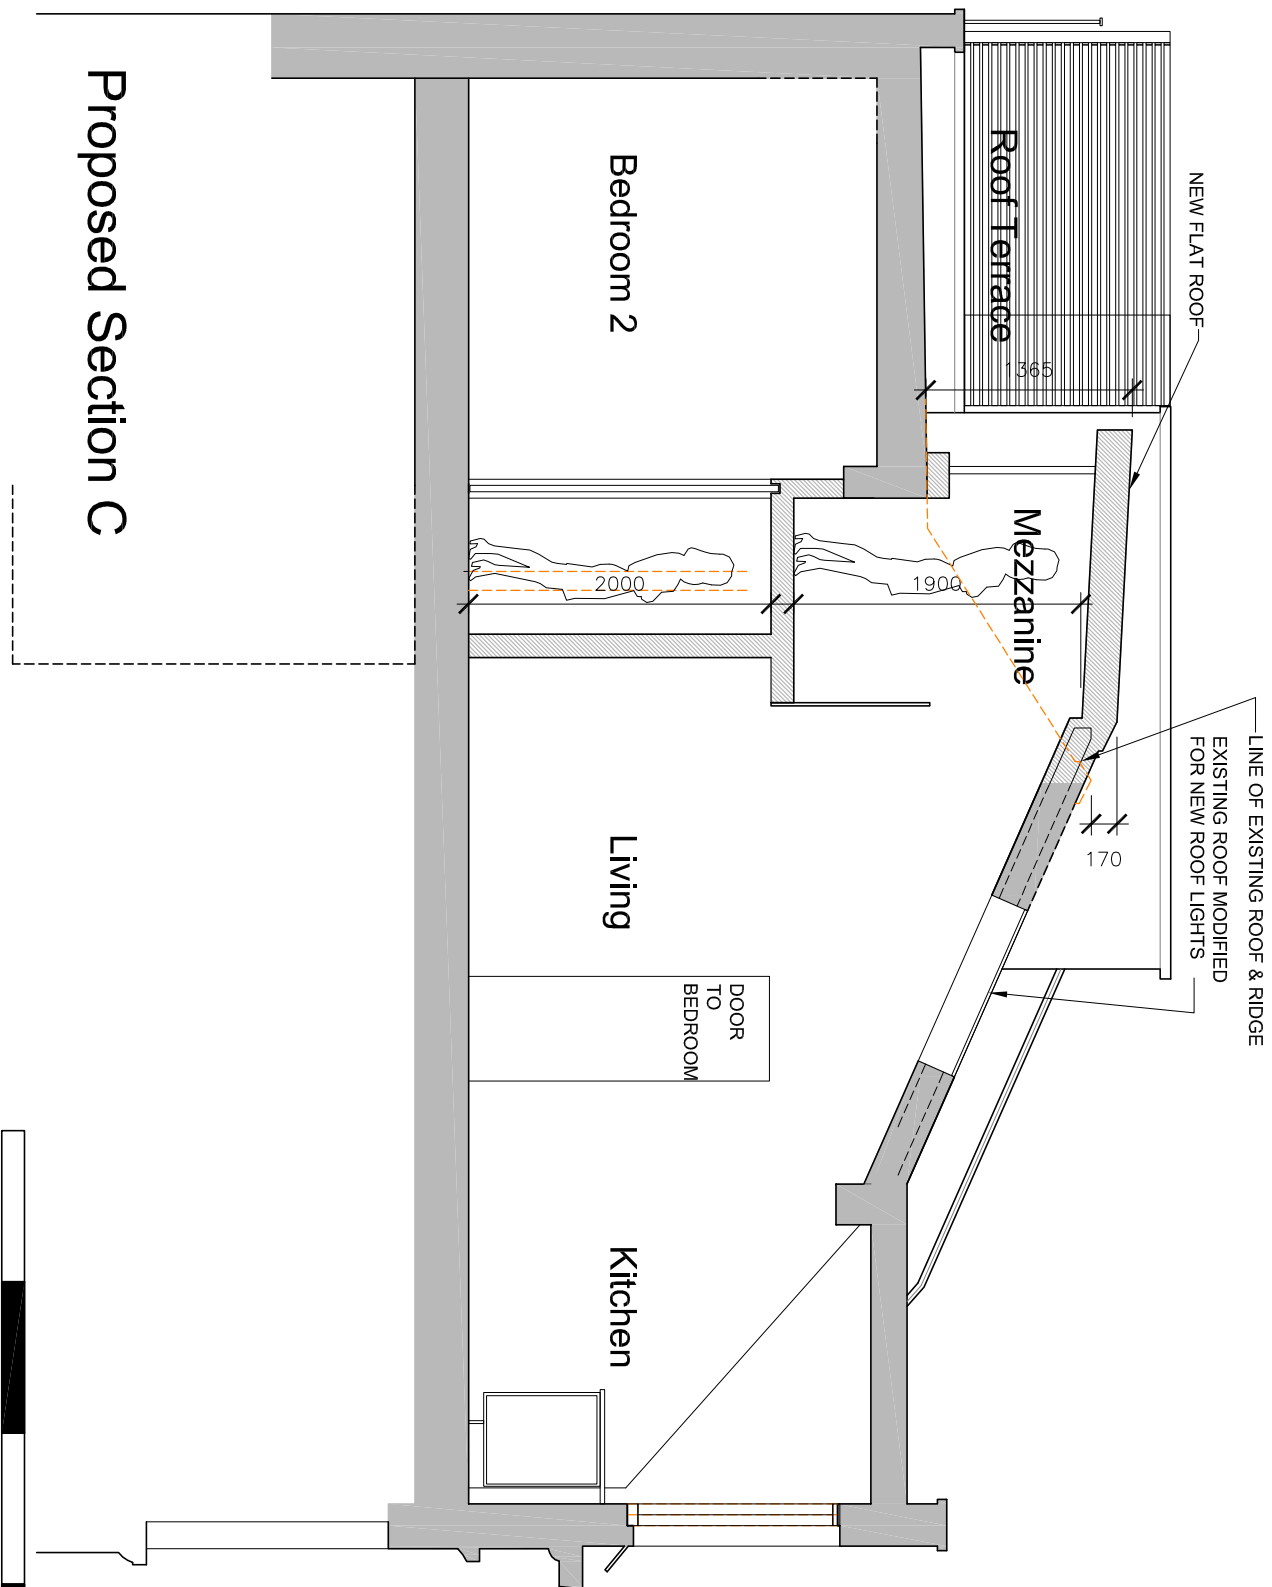 LINE OF EXISTING ROOF & RIDGE
EXISTING ROOF MODIFIED
FOR NEW ROOF LIGHTS
NEW FLAT ROOF
170
1365
Roof Terrace
Mezzanine
1900
2000
DOOR
TO
BEDROOM
Bedroom 2
Living
Kitchen
Proposed Section C